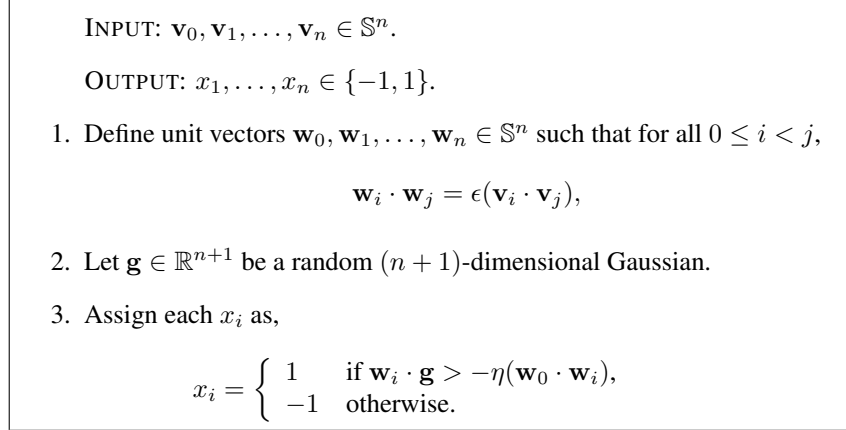 INPUT: v₀, v₁, . . . , vₙ ∈ 𝕊ⁿ.
OUTPUT: x₁, . . . , xₙ ∈ {−1, 1}.
1. Define unit vectors w₀, w₁, . . . , wₙ ∈ 𝕊ⁿ such that for all 0 ≤ i < j,
wᵢ · wⱼ = ϵ(vᵢ · vⱼ),
2. Let g ∈ ℝⁿ⁺¹ be a random (n + 1)-dimensional Gaussian.
3. Assign each xᵢ as,
xᵢ = { 1 if wᵢ · g > −η(w₀ · wᵢ),
−1 otherwise.